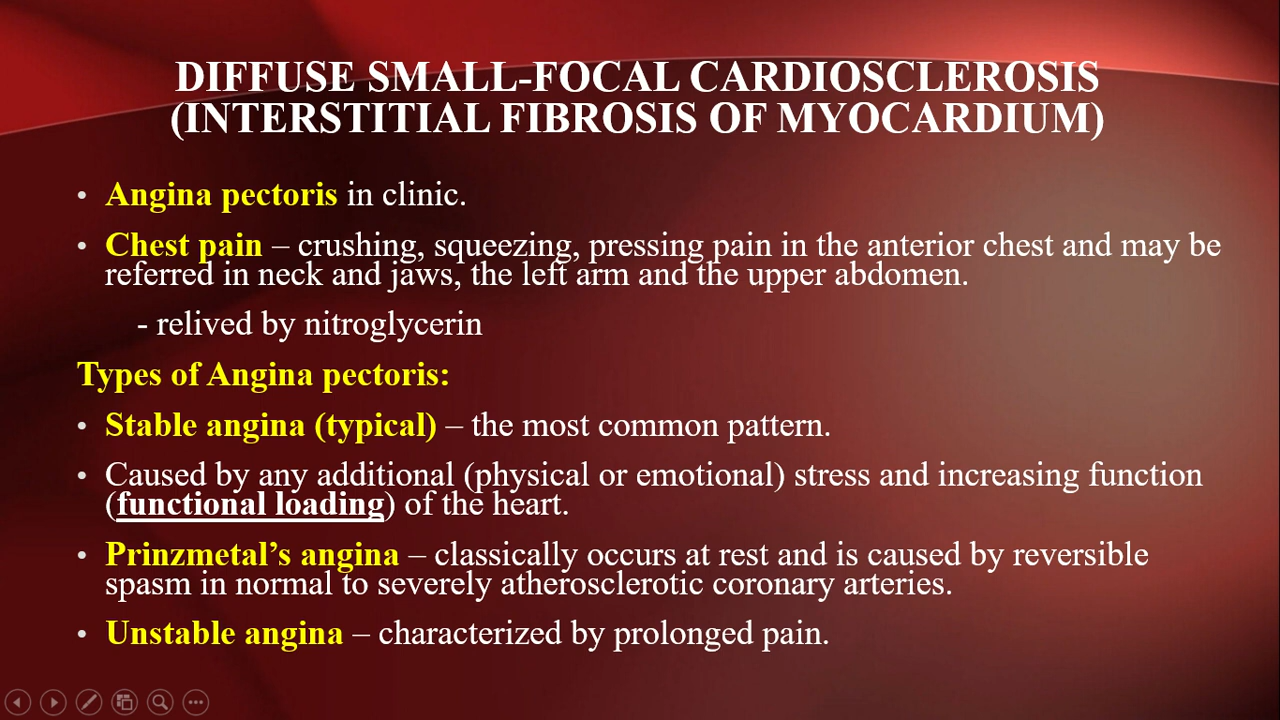 DIFFUSE SMALL-FOCAL CARDIOSCLEROSIS
(INTERSTITIAL FIBROSIS OF MYOCARDIUM)
• Angina pectoris in clinic.
• Chest pain – crushing, squeezing, pressing pain in the anterior chest and may be
referred in neck and jaws, the left arm and the upper abdomen.
- relived by nitroglycerin
Types of Angina pectoris:
• Stable angina (typical) – the most common pattern.
• Caused by any additional (physical or emotional) stress and increasing function
(functional loading) of the heart.
• Prinzmetal’s angina – classically occurs at rest and is caused by reversible
spasm in normal to severely atherosclerotic coronary arteries.
• Unstable angina – characterized by prolonged pain.